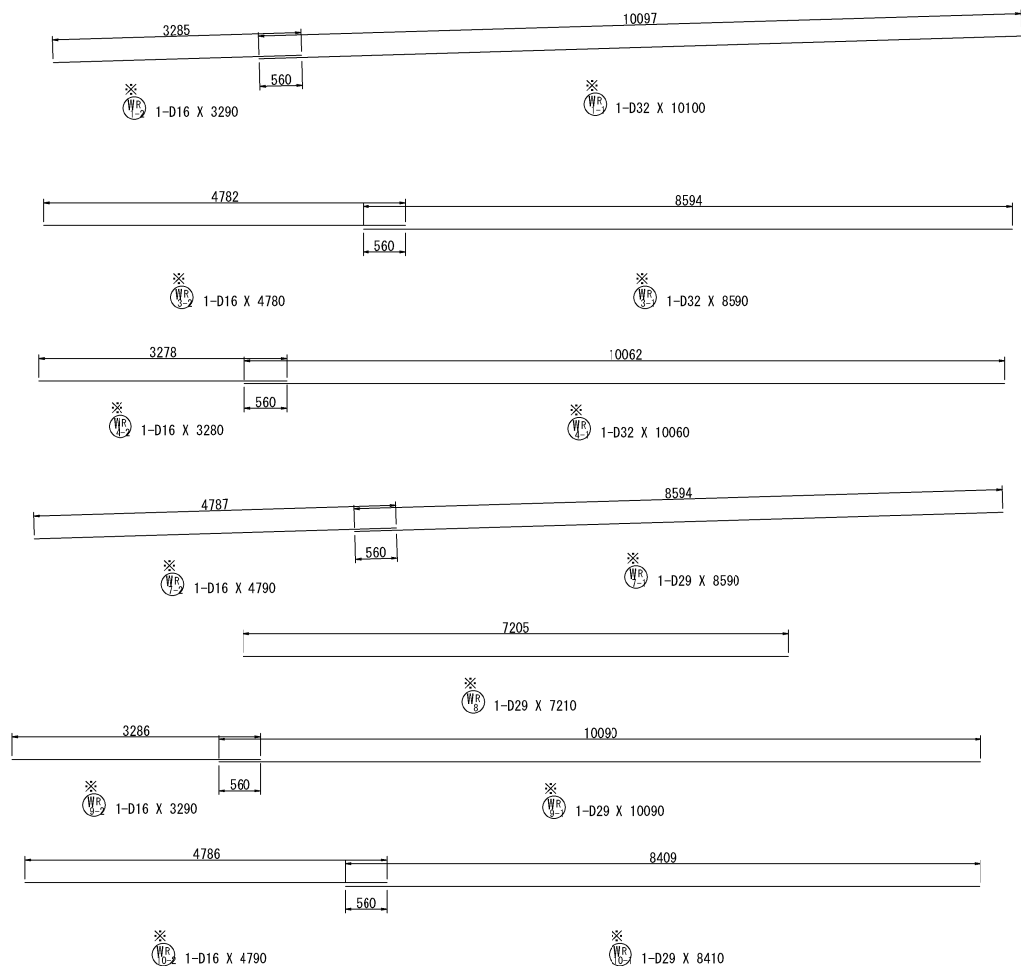 3285
10097
560
※
WR
1-2
1-D16 X 3290
※
WR
1-1
1-D32 X 10100
4782
8594
560
※
WR
3-2
1-D16 X 4780
※
WR
3-1
1-D32 X 8590
3278
10062
560
※
WR
4-2
1-D16 X 3280
※
WR
4-1
1-D32 X 10060
4787
8594
560
※
WR
7-2
1-D16 X 4790
※
WR
7-1
1-D29 X 8590
7205
※
WR
8
1-D29 X 7210
3286
10090
560
※
WR
9-2
1-D16 X 3290
※
WR
9-1
1-D29 X 10090
4786
8409
560
※
WR
10-2
1-D16 X 4790
※
WR
10-1
1-D29 X 8410